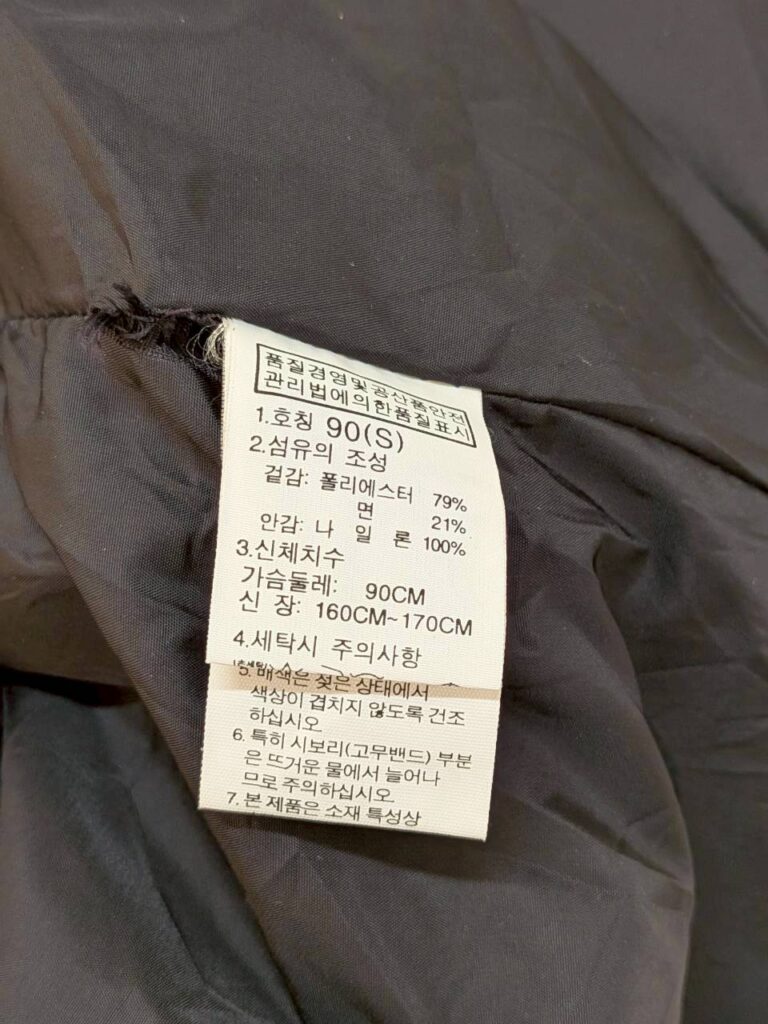 품질경영및공산품안전
관리법에의한품질표시
1.호칭 90(S)
2.섬유의 조성
겉감: 폴리에스터 79%
면 21%
안감: 나 일 론 100%
3.신체치수
가슴둘레: 90CM
신 장: 160CM~170CM
4.세탁시 주의사항
5. 배색은 젖은 상태에서
색상이 겹치지 않도록 건조
하십시오
6. 특히 시보리(고무밴드) 부분
은 뜨거운 물에서 늘어나
므로 주의하십시오.
7. 본 제품은 소재 특성상